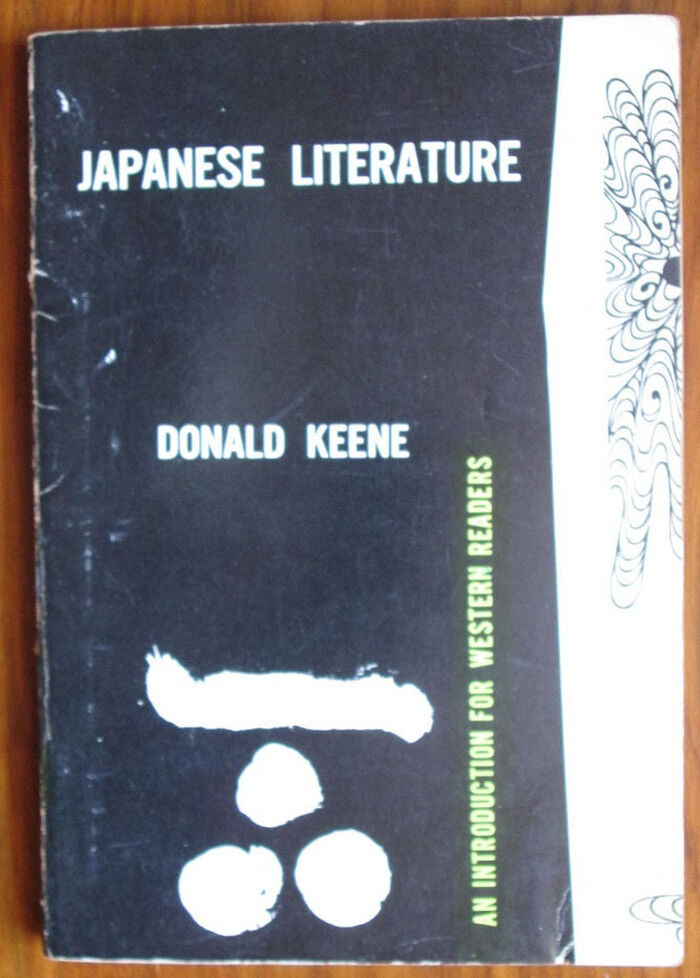 JAPANESE LITERATURE
DONALD KEENE
AN INTRODUCTION FOR WESTERN READERS